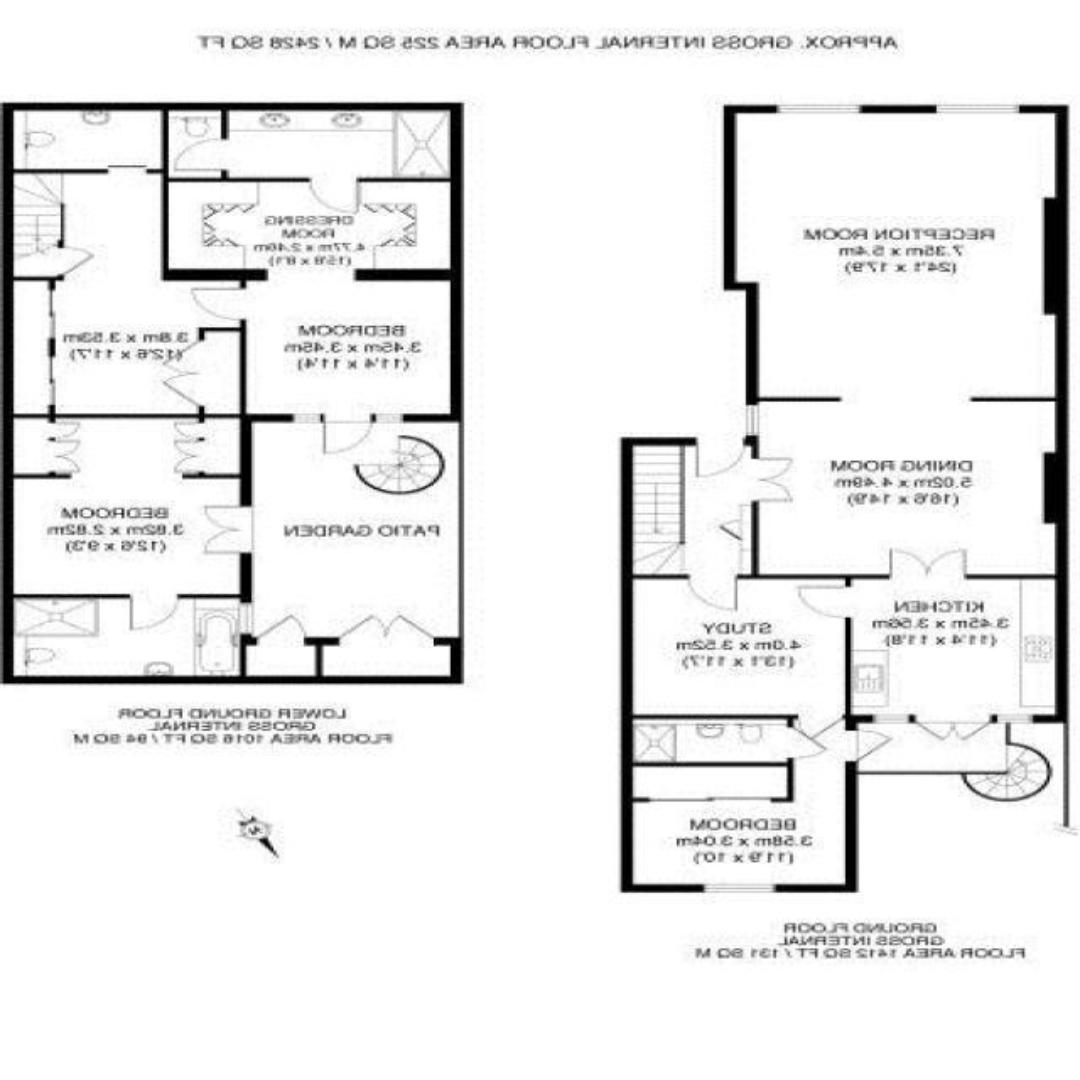 APPROX. GROSS INTERNAL FLOOR AREA 225 SQ M / 2428 SQ FT
RECEPTION ROOM
7.35m x 5.4m
(24'1 x 17'9)
DINING ROOM
5.02m x 4.49m
(16'6 x 14'9)
KITCHEN
3.45m x 3.56m
(11'4 x 11'8)
STUDY
4.0m x 3.52m
(13'1 x 11'7)
BEDROOM
3.58m x 3.04m
(11'9 x 10')
GROUND FLOOR
GROSS INTERNAL
FLOOR AREA 1412 SQ FT / 131 SQ M
DRESSING
ROOM
4.77m x 2.46m
(15'8 x 8'1)
BEDROOM
3.45m x 3.45m
(11'4 x 11'4)
3.8m x 3.53m
(12'6 x 11'7)
BEDROOM
3.82m x 2.82m
(12'6 x 9'3)
PATIO GARDEN
LOWER GROUND FLOOR
GROSS INTERNAL
FLOOR AREA 1016 SQ FT / 94 SQ M
N